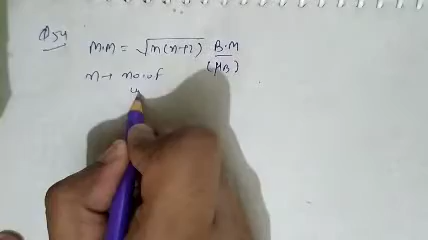 Q54
M.M = √n(n+2) B.M
(μB)
n→ no. of
u